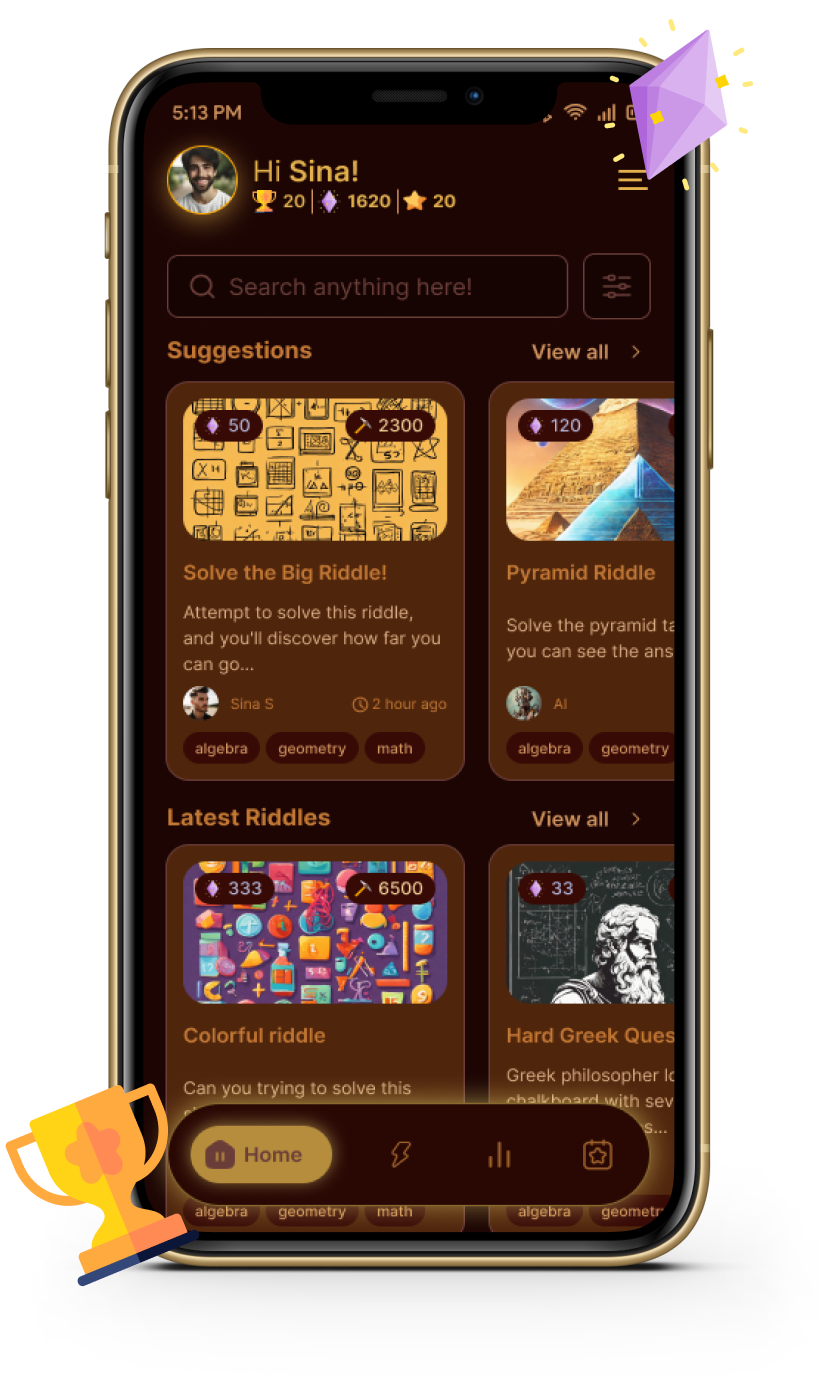 5:13 PM
Hi Sina!
20 | 1620 | 20
Search anything here!
Suggestions
View all
50
2300
120
Solve the Big Riddle!
Attempt to solve this riddle,
and you'll discover how far you
can go...
Sina S
2 hour ago
algebra
geometry
math
Pyramid Riddle
Solve the pyramid ta
you can see the ans
AI
algebra
geometry
Latest Riddles
View all
333
6500
33
Colorful riddle
Can you trying to solve this
Hard Greek Ques
Greek philosopher lo
chalkboard with sev
s...
Home
algebra
geometry
math
algebra
geometr